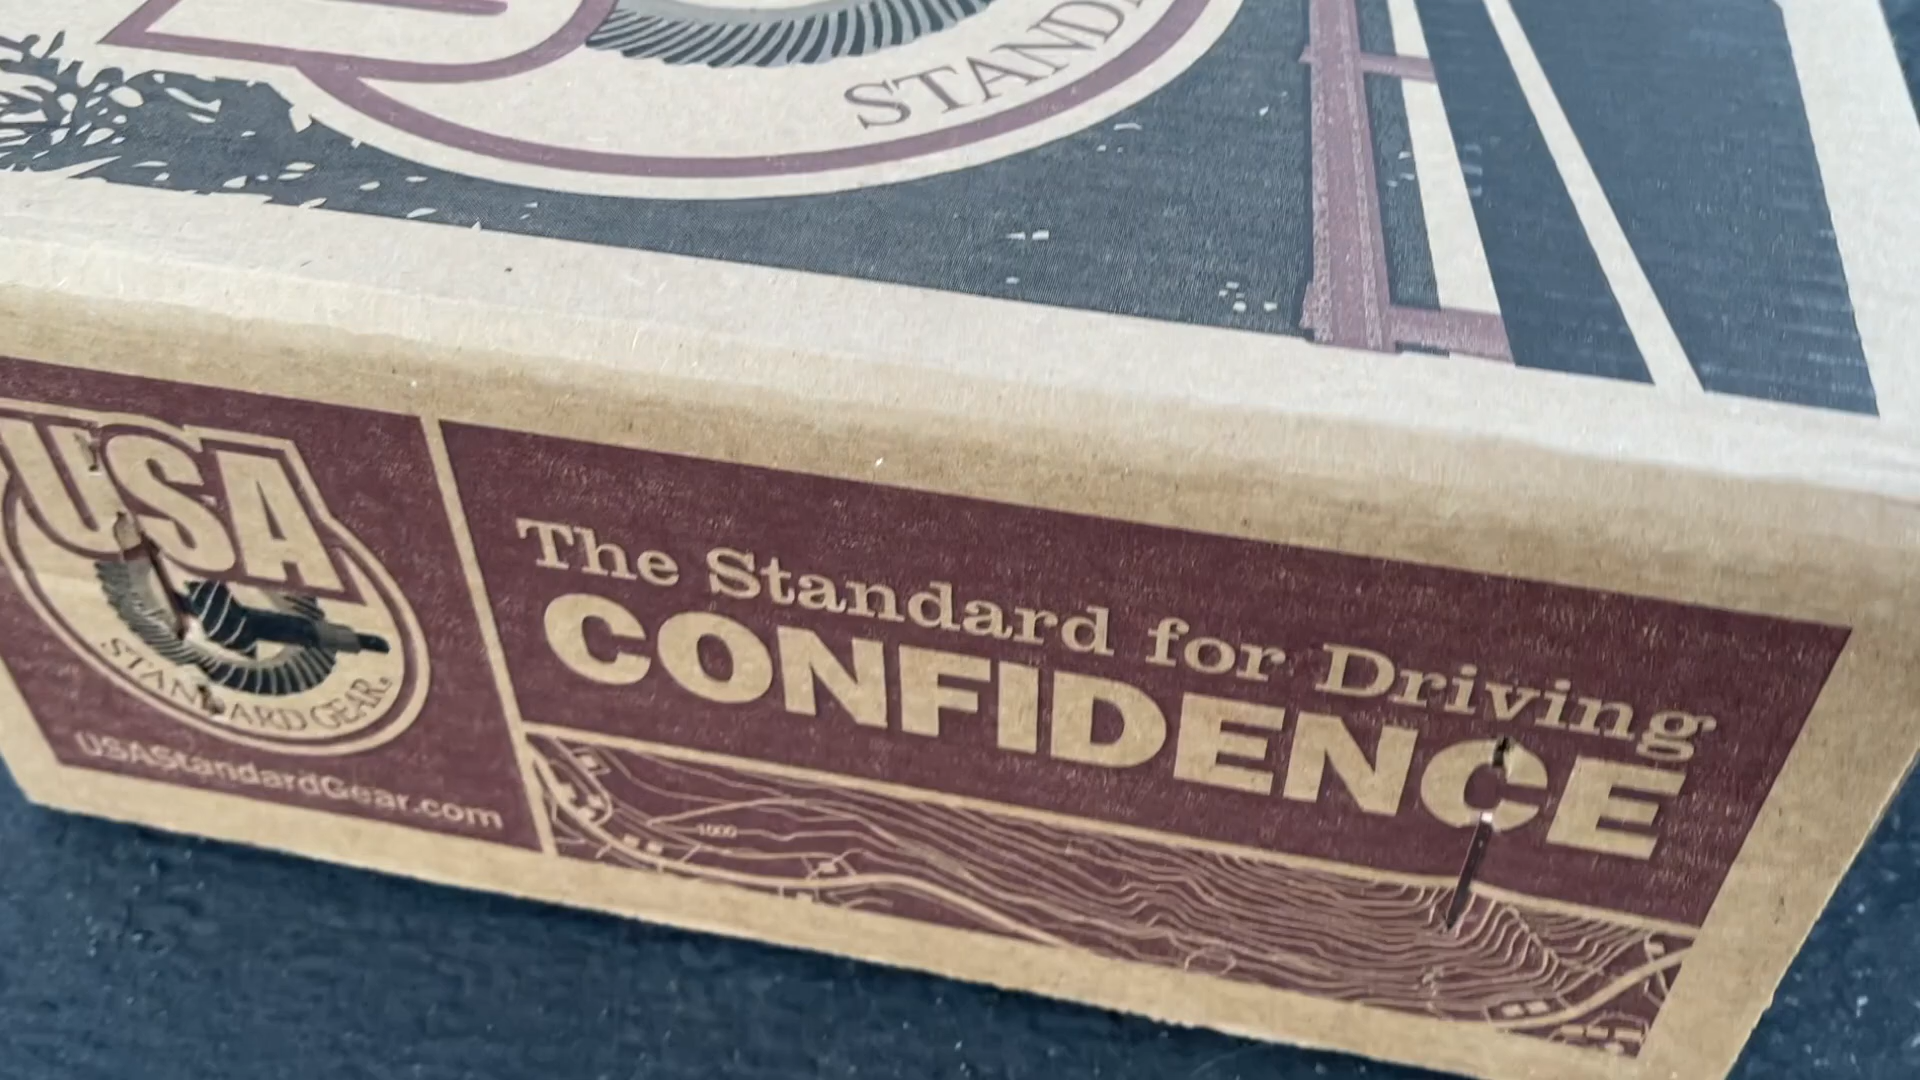 STAND
USA
STANDARD GEAR®
USAStandardGear.com
The Standard for Driving
CONFIDENCE
1000